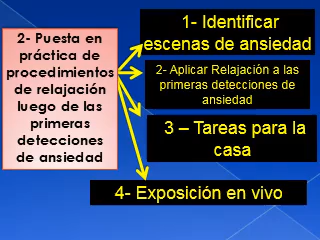 2- Puesta en
práctica de
procedimientos
de relajación
luego de las
primeras
detecciones
de ansiedad
1- Identificar
escenas de ansiedad
2- Aplicar Relajación a las
primeras detecciones de
ansiedad
3 – Tareas para la
casa
4- Exposición en vivo